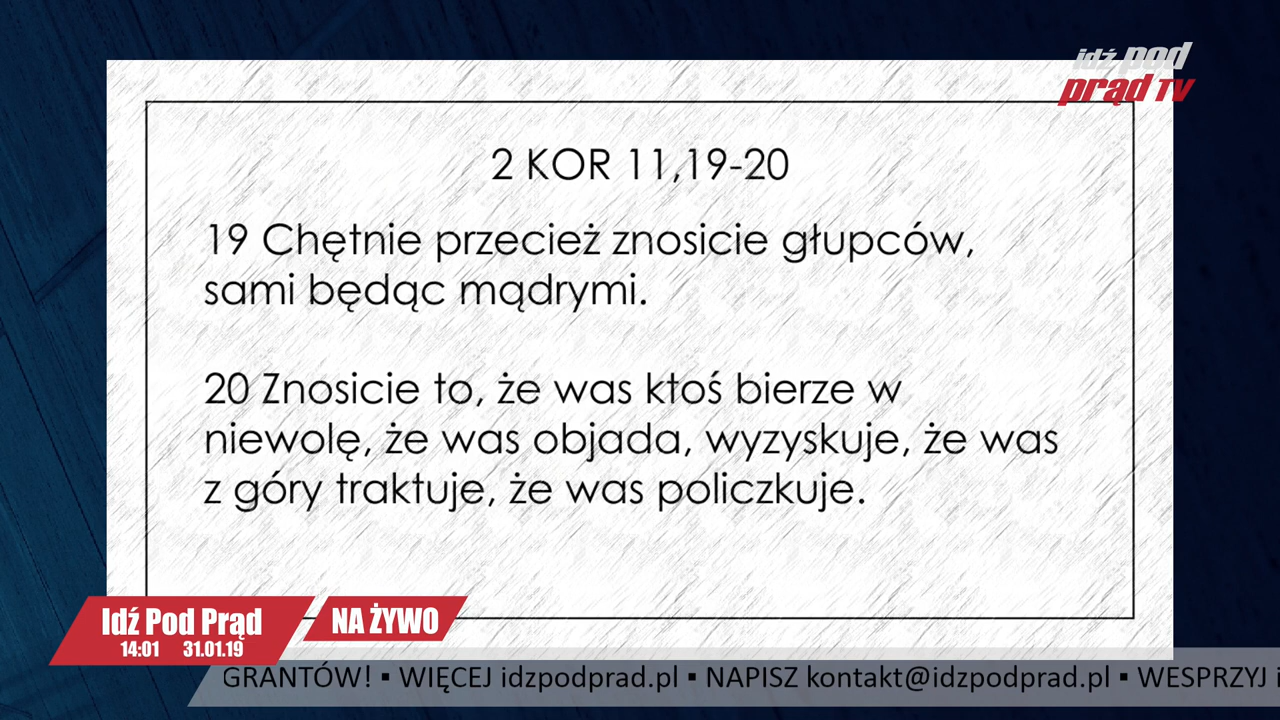 idź pod
prąd TV
2 KOR 11,19-20
19 Chętnie przecież znosicie głupców,
sami będąc mądrymi.
20 Znosicie to, że was ktoś bierze w
niewolę, że was objada, wyzyskuje, że was
z góry traktuje, że was policzkuje.
Idź Pod Prąd
14:01 31.01.19
NA ŻYWO
GRANTÓW! ▪ WIĘCEJ idzpodprad.pl ▪ NAPISZ kontakt@idzpodprad.pl ▪ WESPRZYJ i